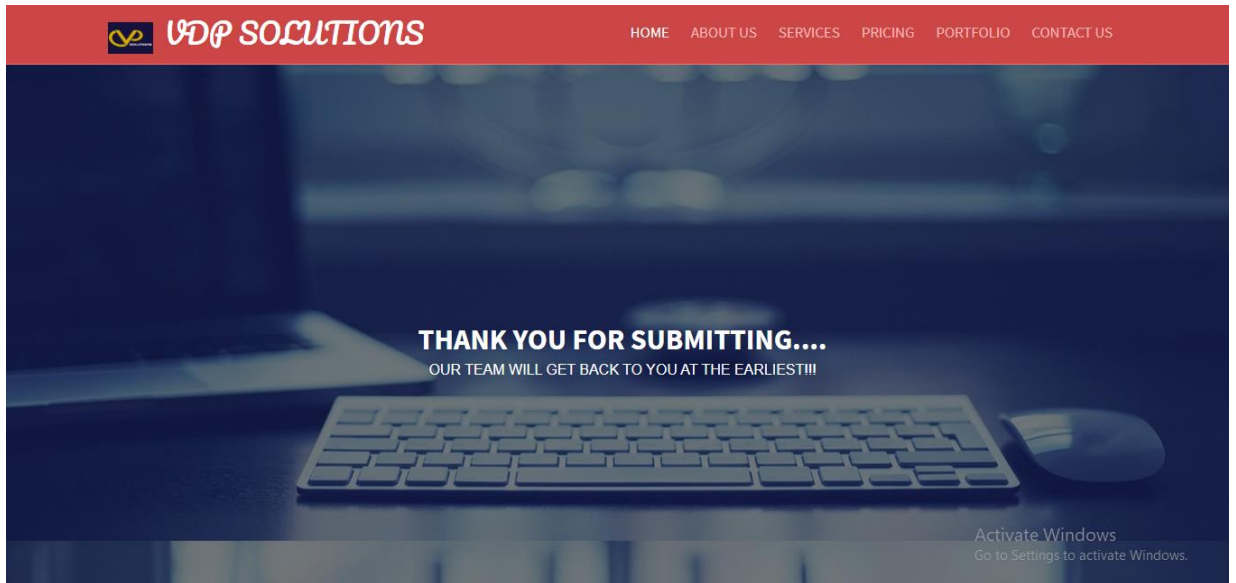 VDP SOLUTIONS
HOME ABOUT US SERVICES PRICING PORTFOLIO CONTACT US
THANK YOU FOR SUBMITTING....
OUR TEAM WILL GET BACK TO YOU AT THE EARLIEST!!!
Activate Windows
Go to Settings to activate Windows.